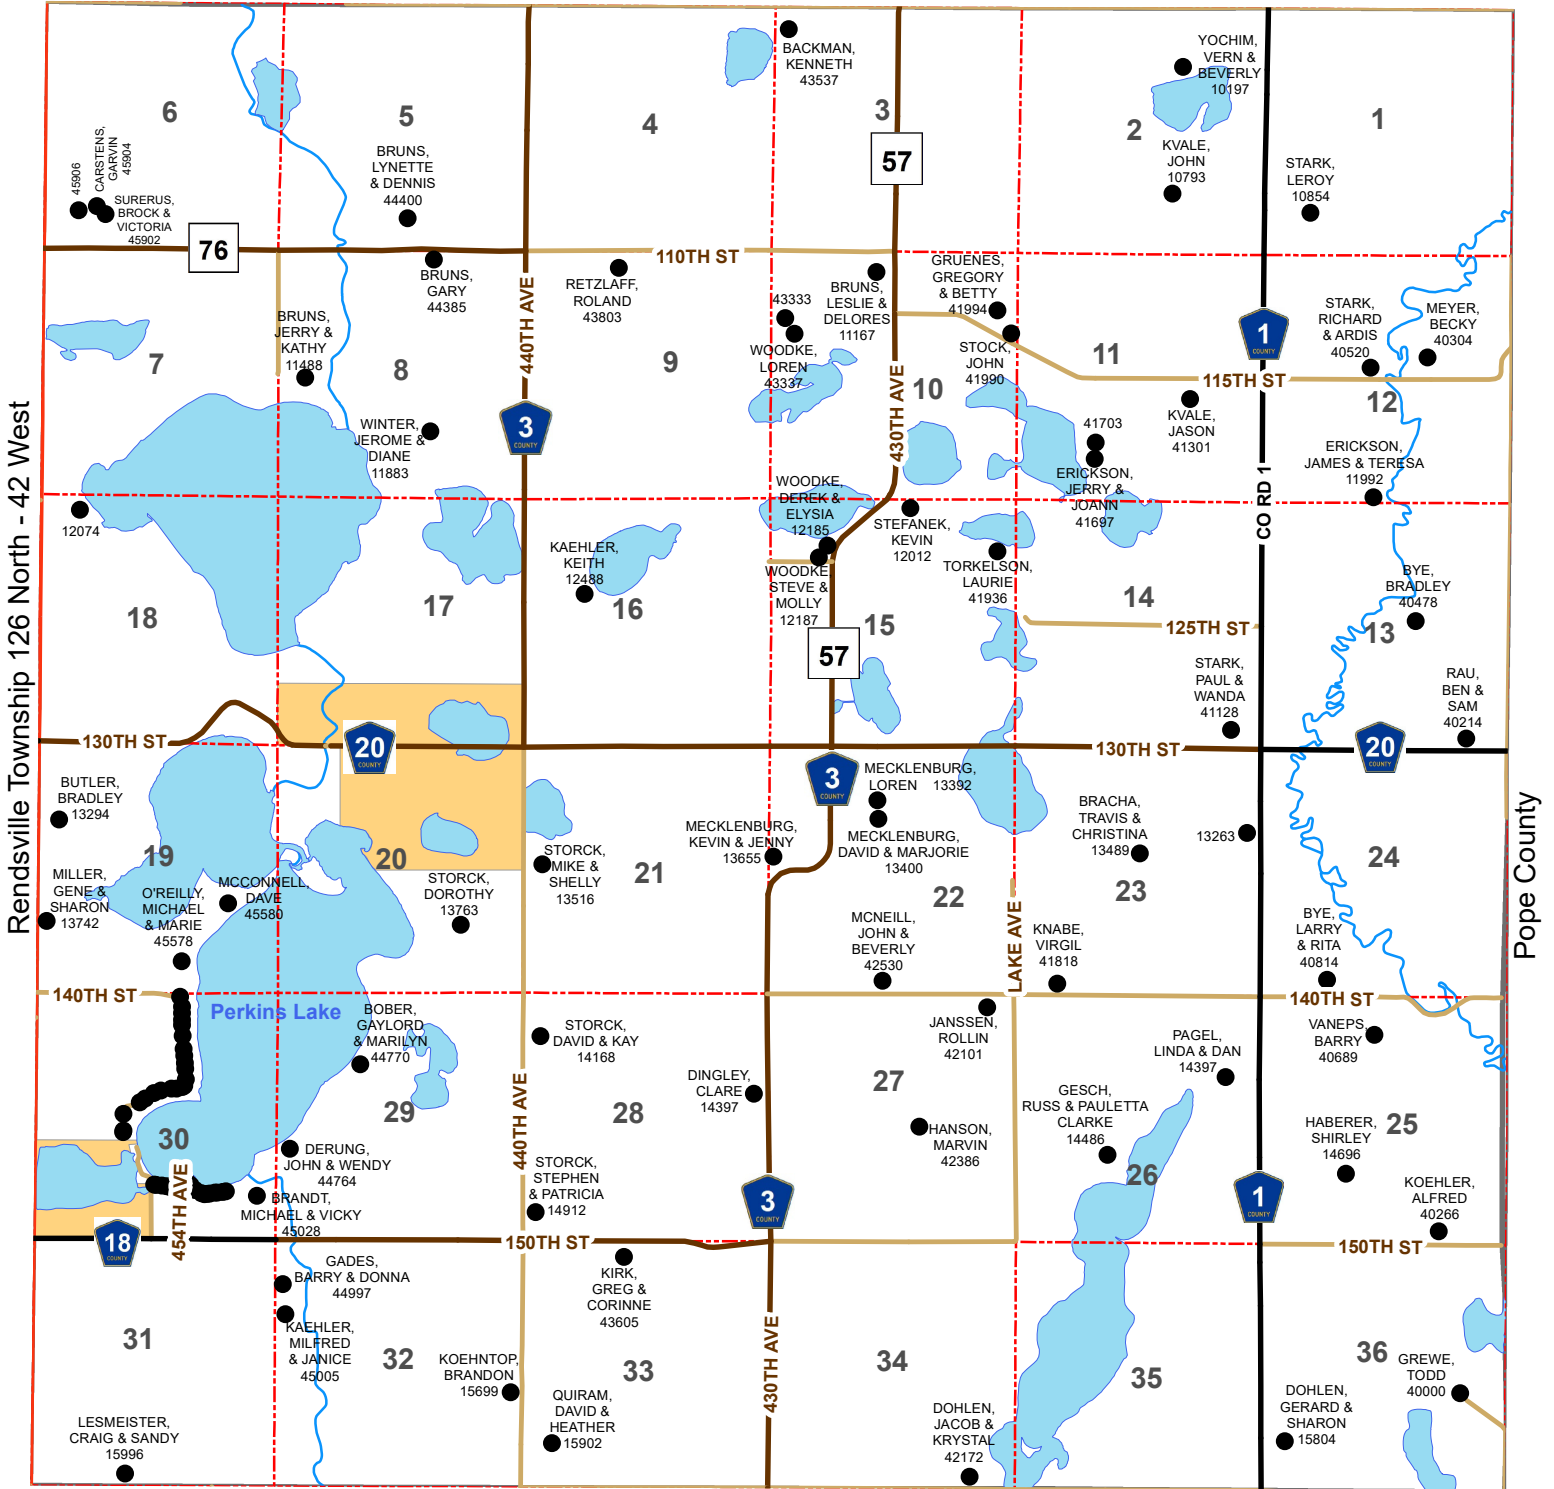 BACKMAN,
KENNETH
43537
YOCHIM,
VERN &
BEVERLY
10197
6
5
4
3
2
1
57
45906
CARSTENS,
GARVIN
45904
SURERUS,
BROCK &
VICTORIA
45902
BRUNS,
LYNETTE
& DENNIS
44400
KVALE,
JOHN
10793
STARK,
LEROY
10854
76
110TH ST
BRUNS,
GARY
44385
RETZLAFF,
ROLAND
43803
43333
WOODKE,
LOREN
43337
BRUNS,
LESLIE &
DELORES
11167
GRUENES,
GREGORY
& BETTY
41994
STOCK,
JOHN
41990
1
COUNTY
STARK,
RICHARD
& ARDIS
40520
MEYER,
BECKY
40304
BRUNS,
JERRY &
KATHY
11488
440TH AVE
7
8
9
10
11
12
115TH ST
430TH AVE
3
COUNTY
WINTER,
JEROME &
DIANE
11883
KVALE,
JASON
41301
41703
ERICKSON,
JERRY &
JOANN
41697
ERICKSON,
JAMES & TERESA
11992
CO RD 1
Rendsville Township 126 North - 42 West
12074
WOODKE,
DEREK &
ELYSIA
12185
STEFANEK,
KEVIN
12012
KAEHLER,
KEITH
12488
WOODKE,
STEVE &
MOLLY
12187
TORKELSON,
LAURIE
41936
BYE,
BRADLEY
40478
18
17
16
15
14
13
125TH ST
57
STARK,
PAUL &
WANDA
41128
RAU,
BEN &
SAM
40214
130TH ST
20
COUNTY
130TH ST
20
COUNTY
3
COUNTY
BUTLER,
BRADLEY
13294
MECKLENBURG,
LOREN 13392
MECKLENBURG,
DAVID & MARJORIE
13400
MECKLENBURG,
KEVIN & JENNY
13655
BRACHA,
TRAVIS &
CHRISTINA
13489
13263
19
20
21
22
23
24
STORCK,
MIKE &
SHELLY
13516
MILLER,
GENE &
SHARON
13742
O'REILLY,
MICHAEL
& MARIE
45578
MCCONNELL,
DAVE
45580
STORCK,
DOROTHY
13763
MCNEILL,
JOHN &
BEVERLY
42530
LAKE AVE
KNABE,
VIRGIL
41818
BYE,
LARRY
& RITA
40814
Pope County
140TH ST
140TH ST
Perkins Lake
BOBER,
GAYLORD
& MARILYN
44770
STORCK,
DAVID & KAY
14168
JANSSEN,
ROLLIN
42101
PAGEL,
LINDA & DAN
14397
VANEPS,
BARRY
40689
DINGLEY,
CLARE
14397
GESCH,
RUSS & PAULETTA
CLARKE
14486
HANSON,
MARVIN
42386
HABERER,
SHIRLEY
14696
30
29
28
27
26
25
440TH AVE
DERUNG,
JOHN & WENDY
44764
STORCK,
STEPHEN
& PATRICIA
14912
BRANDT,
MICHAEL & VICKY
45028
KOEHLER,
ALFRED
40266
454TH AVE
3
COUNTY
1
COUNTY
18
COUNTY
150TH ST
150TH ST
GADES,
BARRY & DONNA
44997
KIRK,
GREG &
CORINNE
43605
KAEHLER,
MILFRED
& JANICE
45005
31
32
33
34
35
36
430TH AVE
KOEHNTOP,
BRANDON
15699
QUIRAM,
DAVID &
HEATHER
15902
GREWE,
TODD
40000
DOHLEN,
JACOB &
KRYSTAL
42172
DOHLEN,
GERARD &
SHARON
15804
LESMEISTER,
CRAIG & SANDY
15996